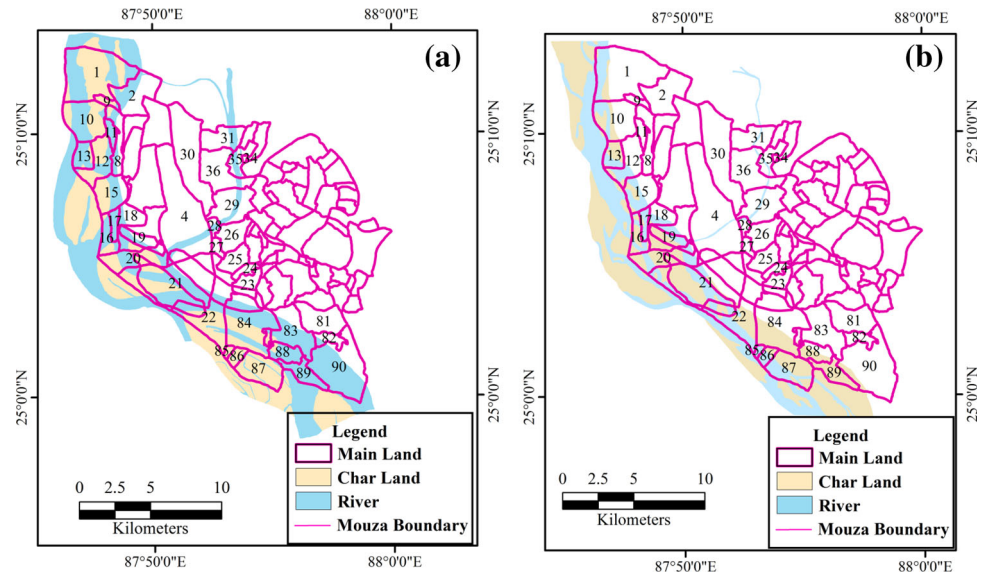 87°50'0"E 88°0'0"E
(a)
25°10'0"N
25°10'0"N
25°0'0"N
25°0'0"N
1
2
9
10
11
30
31
13
12
8
35
34
36
15
29
17
18
4
28
26
16
19
27
20
25
24
21
23
22
84
81
83
82
85
86
88
90
87
89
Legend
Main Land
Char Land
River
Mouza Boundary
0 2.5 5 10
Kilometers
87°50'0"E 88°0'0"E
87°50'0"E 88°0'0"E
(b)
25°10'0"N
25°10'0"N
25°0'0"N
25°0'0"N
1
2
9
10
11
30
31
13
12
8
35
34
36
15
29
17
18
4
28
26
16
19
27
20
25
24
21
23
22
84
81
83
82
85
86
88
90
87
89
Legend
Main Land
Char Land
River
Mouza Boundary
0 2.5 5 10
Kilometers
87°50'0"E 88°0'0"E